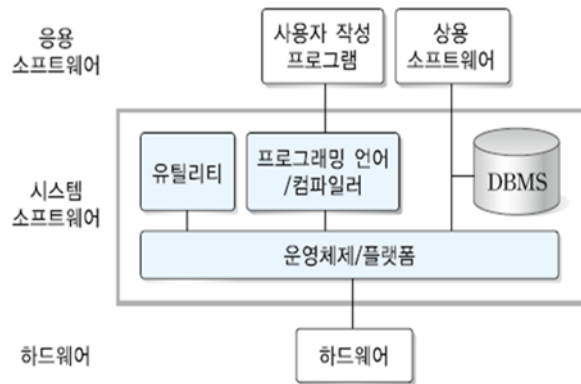 응용
소프트웨어
사용자 작성
프로그램
상용
소프트웨어
시스템
소프트웨어
유틸리티
프로그래밍 언어
/컴파일러
DBMS
운영체제/플랫폼
하드웨어
하드웨어